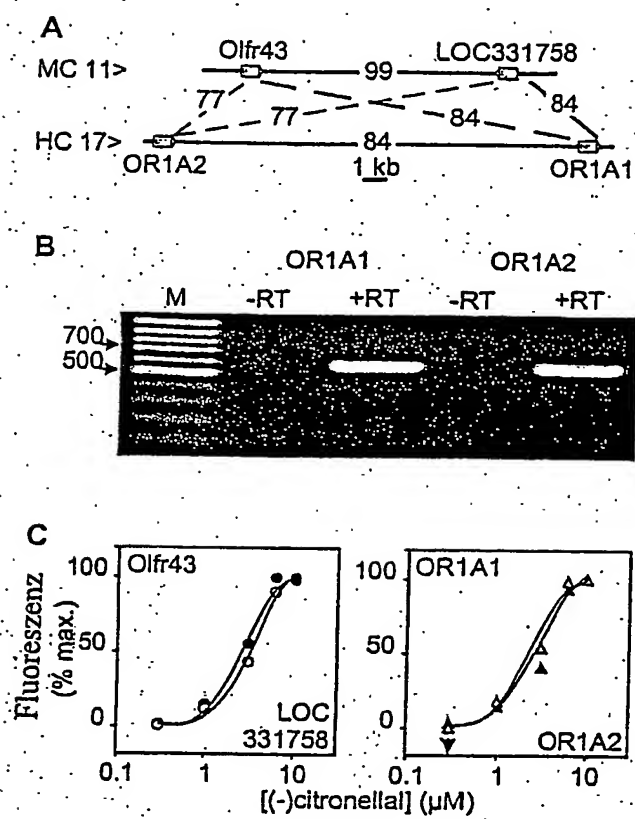 A
Olfr43 LOC331758
MC 11> 99
77 77 84 84
HC 17> 84
OR1A2 1 kb OR1A1
B
OR1A1 OR1A2
M -RT +RT -RT +RT
700
500
C
Olfr43 OR1A1
100 100
50 50
0 0
Fluoreszenz
(% max.)
LOC
331758 OR1A2
0.1 1 10 0.1 1 10
[(-)citronellal] (µM)